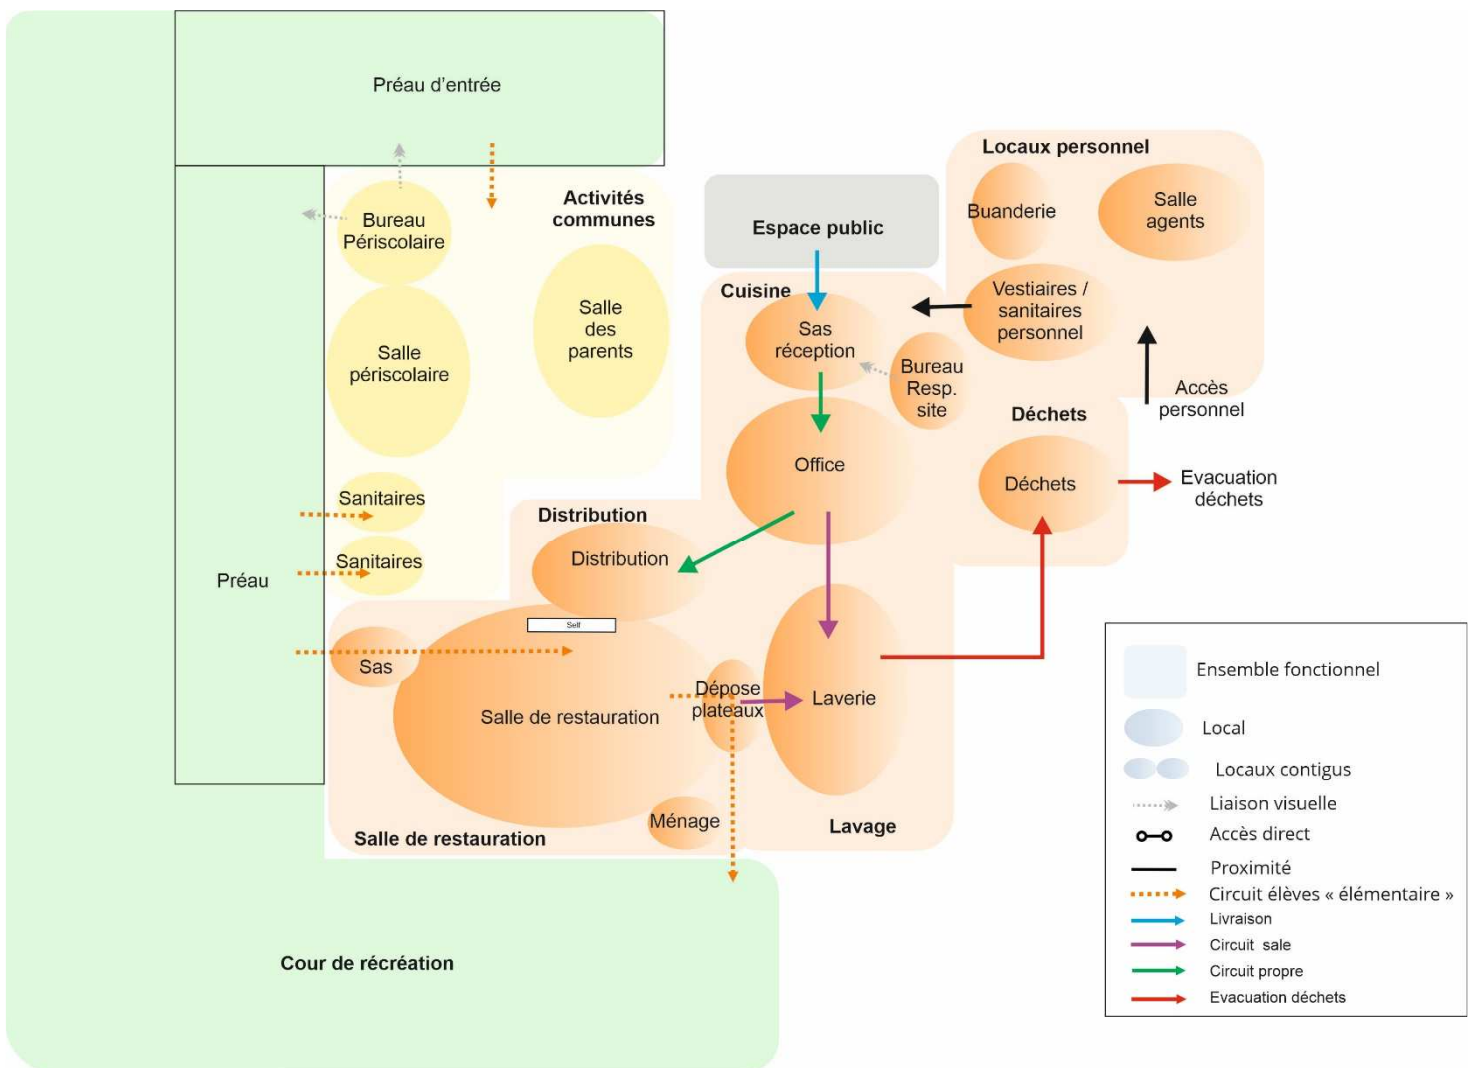 Préau d'entrée
Locaux personnel
Activités
communes
Bureau
Périscolaire
Buanderie
Salle
agents
Espace public
Cuisine
Vestiaires /
sanitaires
personnel
Salle
des
parents
Salle
périscolaire
Sas
réception
Bureau
Resp.
site
Accès
personnel
Déchets
Office
Déchets
Evacuation
déchets
Sanitaires
Distribution
Distribution
Sanitaires
Préau
Self
Sas
Salle de restauration
Dépose
plateaux
Laverie
Ménage
Salle de restauration
Lavage
Cour de récréation
Ensemble fonctionnel
Local
Locaux contigus
Liaison visuelle
Accès direct
Proximité
Circuit élèves « élémentaire »
Livraison
Circuit sale
Circuit propre
Evacuation déchets